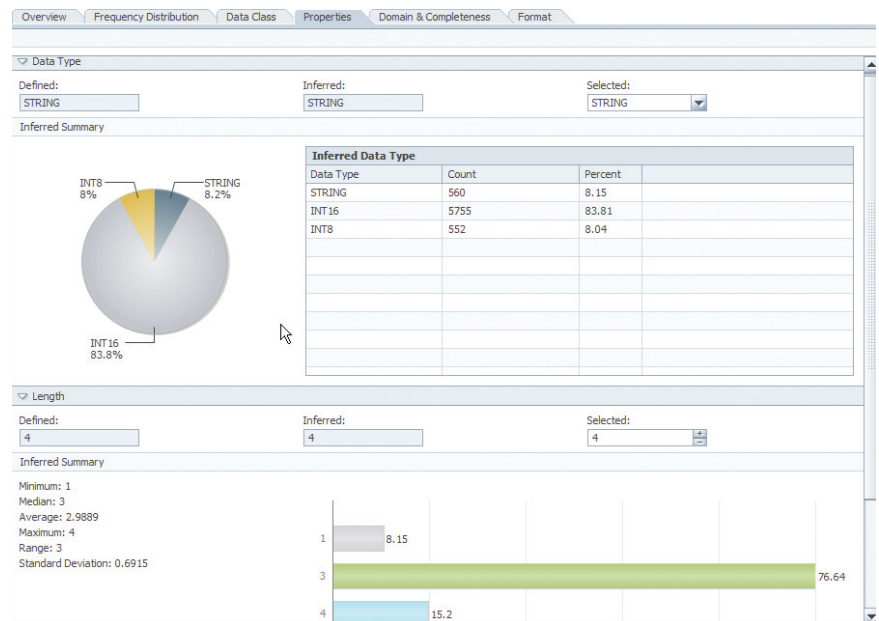 Overview Frequency Distribution Data Class Properties Domain & Completeness Format
Data Type
Defined: Inferred: Selected:
STRING STRING STRING
Inferred Summary
INT8
8%
STRING
8.2%
INT16
83.8%
Inferred Data Type
Data Type Count Percent
STRING 560 8.15
INT16 5755 83.81
INT8 552 8.04
Length
Defined: Inferred: Selected:
4 4 4
Inferred Summary
Minimum: 1
Median: 3
Average: 2.9889
Maximum: 4
Range: 3
Standard Deviation: 0.6915
1 8.15
3 76.64
4 15.2